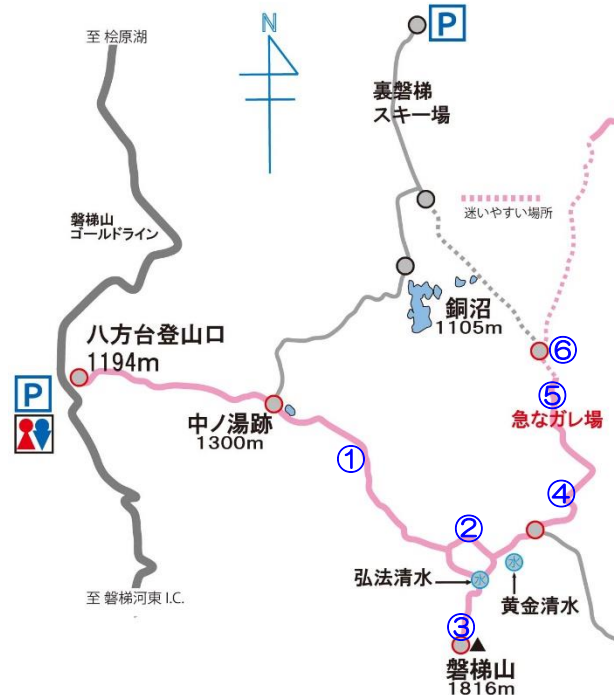 至 桧原湖
N
P
裏磐梯
スキー場
迷いやすい場所
磐梯山
ゴールドライン
銅沼
1105m
八方台登山口
1194m
⑥
P
⑤
急なガレ場
中ノ湯跡
1300m
①
④
②
弘法清水
水
水
黄金清水
至 磐梯河東 I.C.
③
磐梯山
1816m